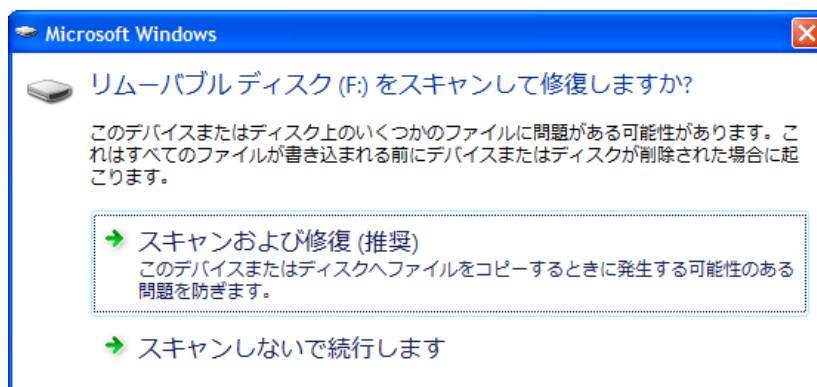 Microsoft Windows
リムーバブル ディスク (F:) をスキャンして修復しますか?
このデバイスまたはディスク上のいくつかのファイルに問題がある可能性があります。こ
れはすべてのファイルが書き込まれる前にデバイスまたはディスクが削除された場合に起
こります。
スキャンおよび修復 (推奨)
このデバイスまたはディスクへファイルをコピーするときに発生する可能性のある
問題を防ぎます。
スキャンしないで続行します